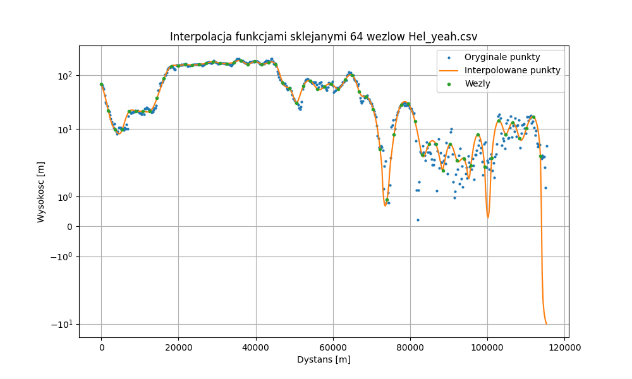 Interpolacja funkcjami sklejanymi 64 wezlow Hel_yeah.csv
Oryginale punkty
Interpolowane punkty
Wezly
Wysokosc [m]
10²
10¹
10⁰
0
−10⁰
−10¹
0
20000
40000
60000
80000
100000
120000
Dystans [m]